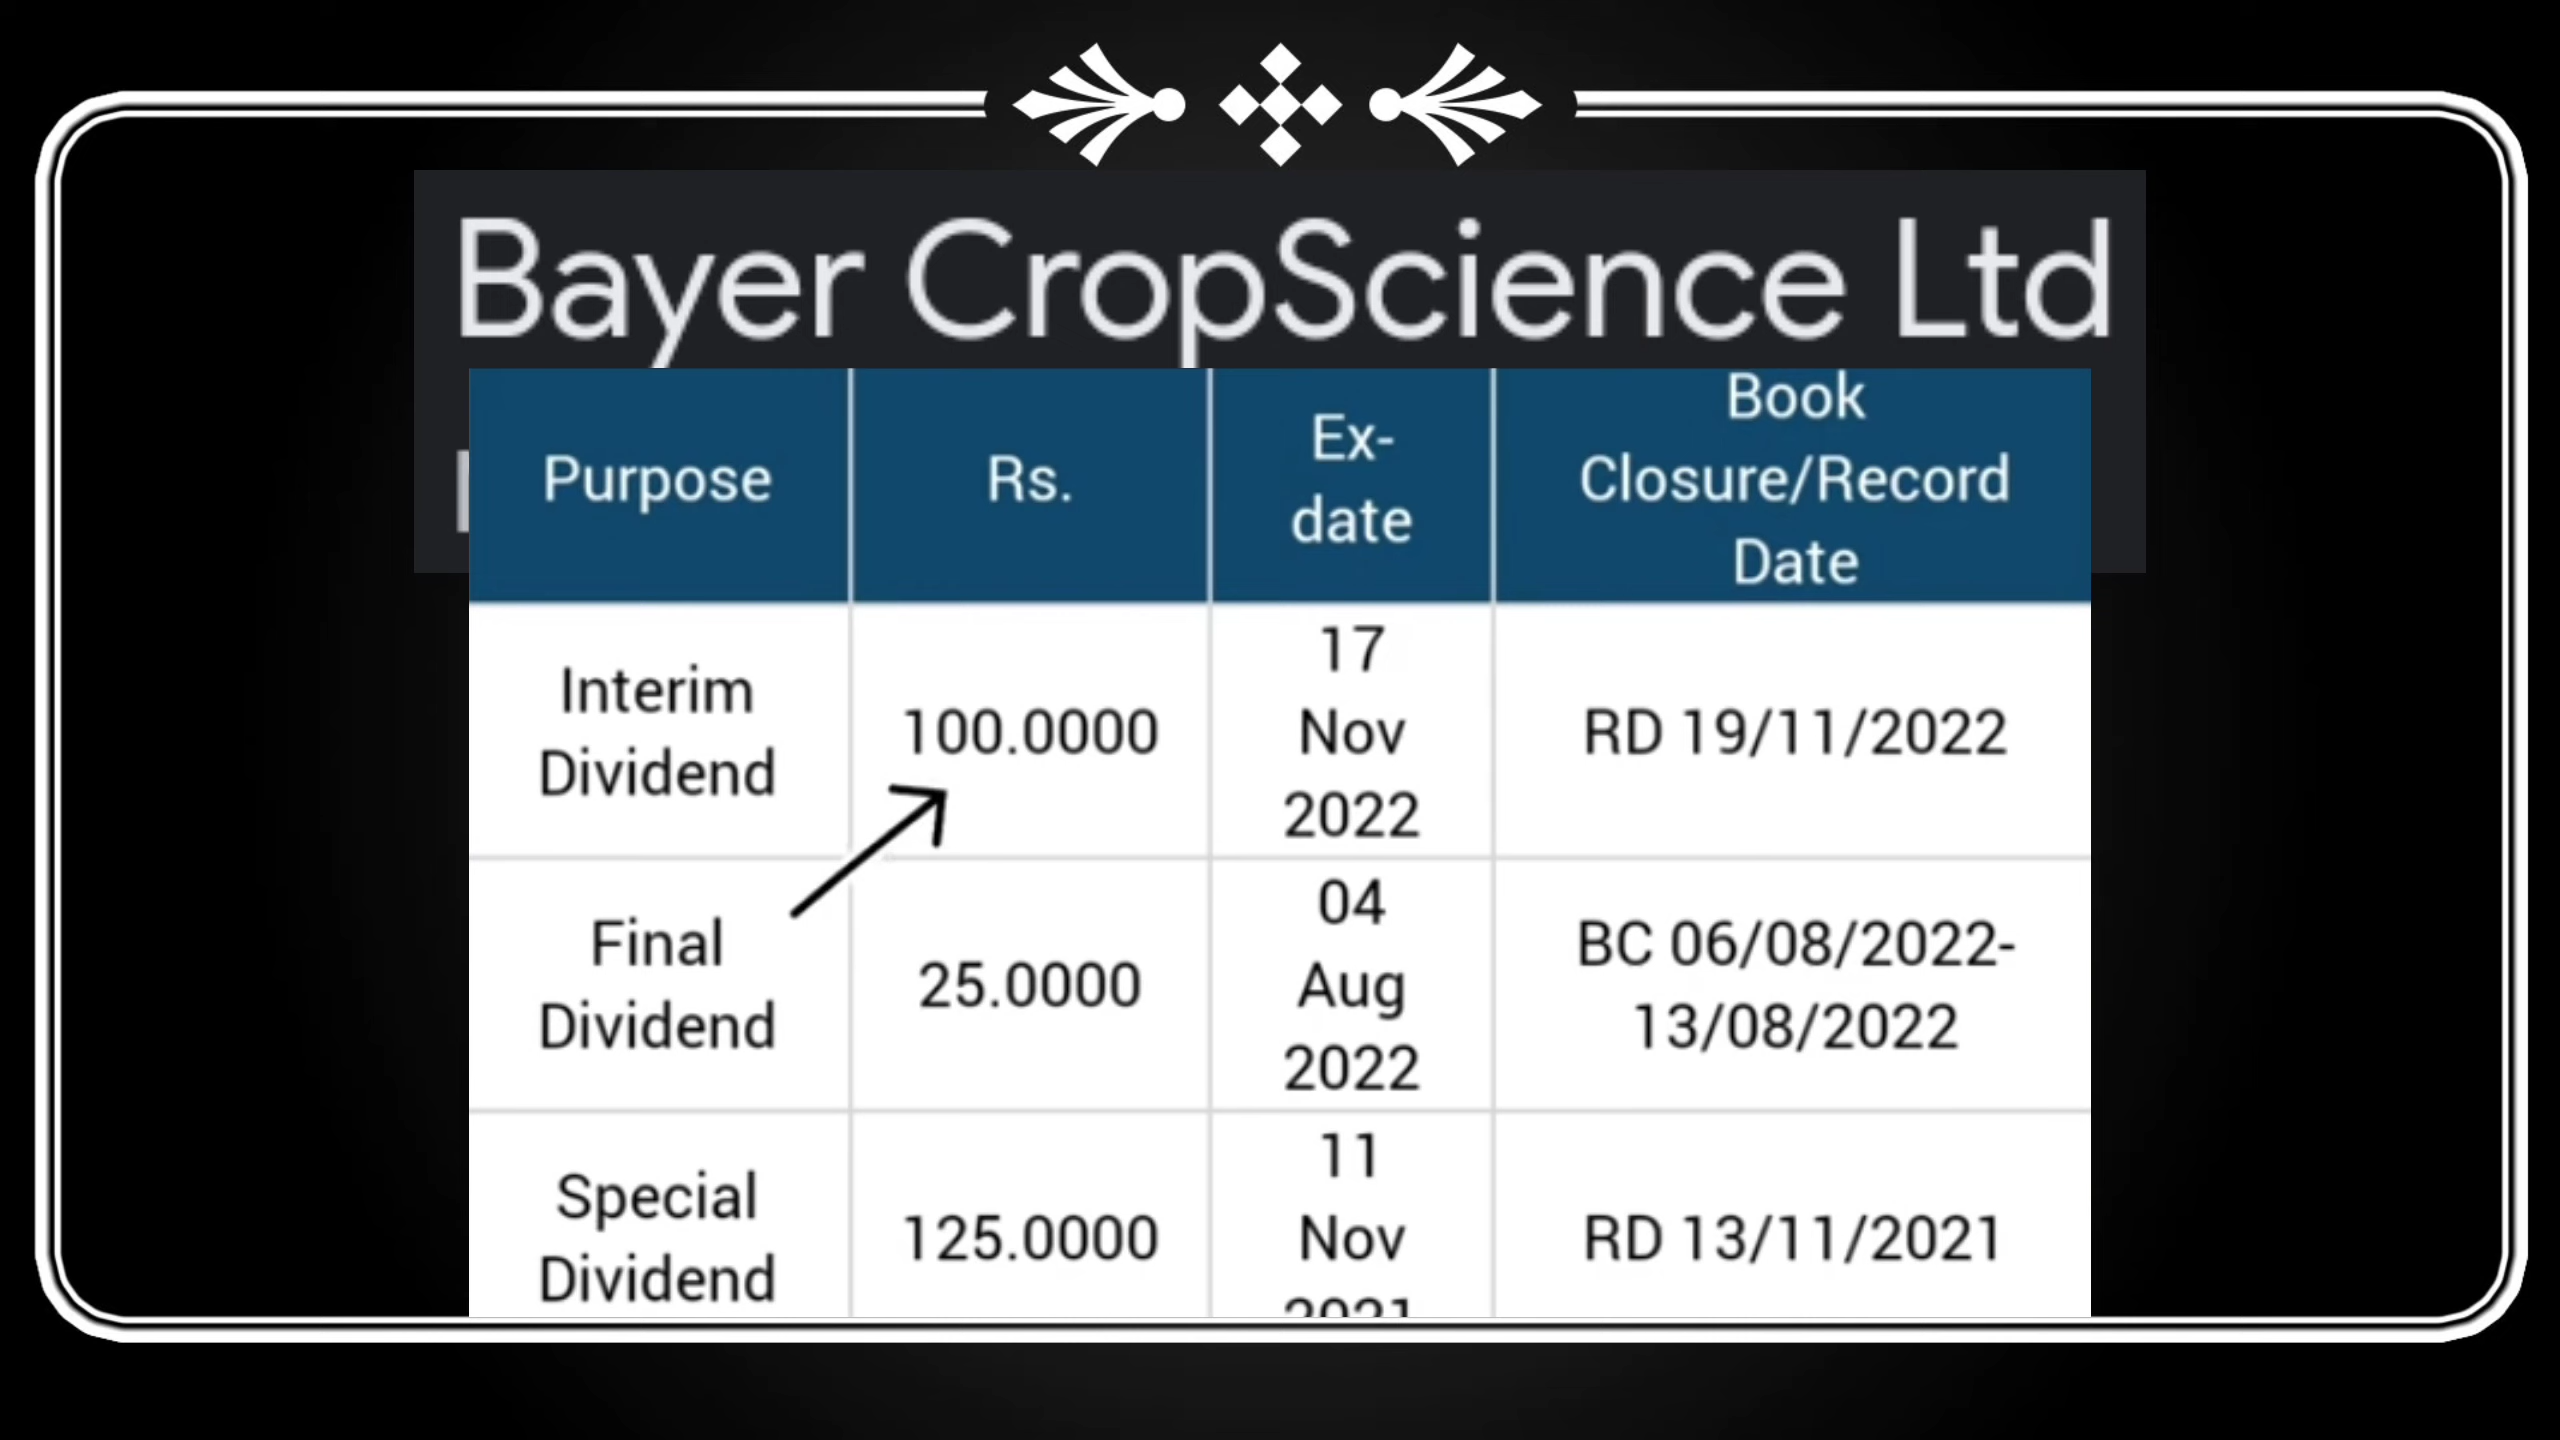 Bayer CropScience Ltd
Purpose
Rs.
Ex-
date
Book
Closure/Record
Date
Interim
Dividend
100.0000
17
Nov
2022
RD 19/11/2022
Final
Dividend
25.0000
04
Aug
2022
BC 06/08/2022-
13/08/2022
Special
Dividend
125.0000
11
Nov
2021
RD 13/11/2021